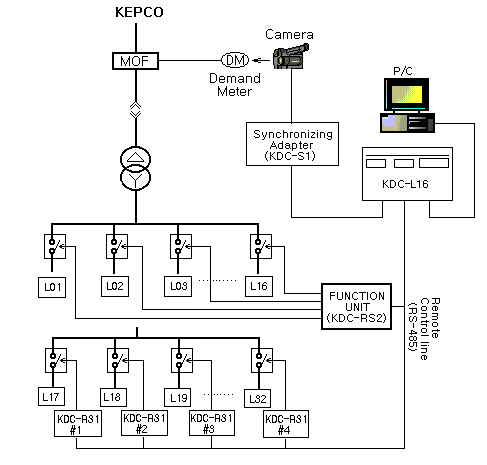 KEPCO
Camera
MOF
DM
Demand
Meter
P/C
Synchronizing
Adapter
(KDC-S1)
KDC-L16
L01
L02
L03
L16
FUNCTION
UNIT
(KDC-RS2)
Remote
Control line
(RS-485)
L17
L18
L19
L32
KDC-RS1
#1
KDC-RS1
#2
KDC-RS1
#3
KDC-RS1
#4